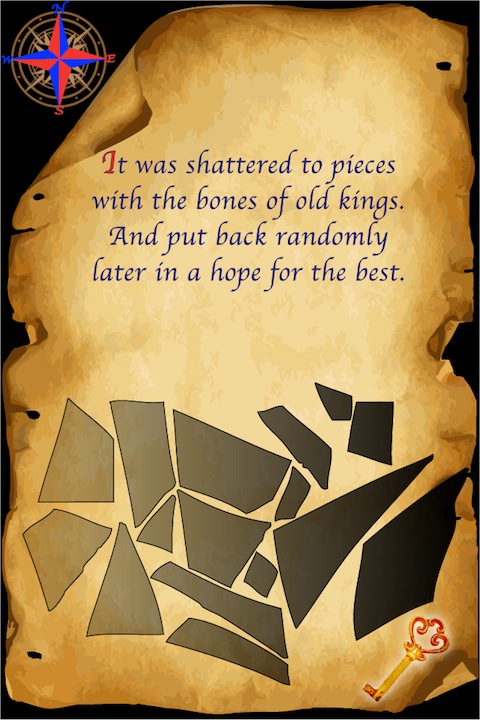 N
W E
S
It was shattered to pieces
with the bones of old kings.
And put back randomly
later in a hope for the best.